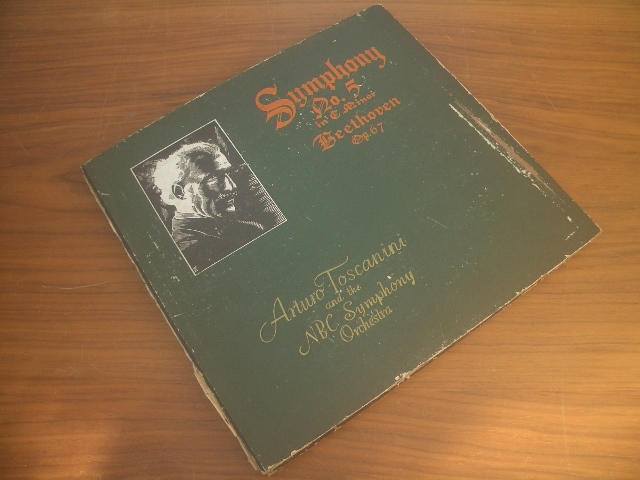 Symphony
No. 5
in C Minor
Beethoven
Op. 67
Arturo Toscanini
and the
NBC Symphony
Orchestra